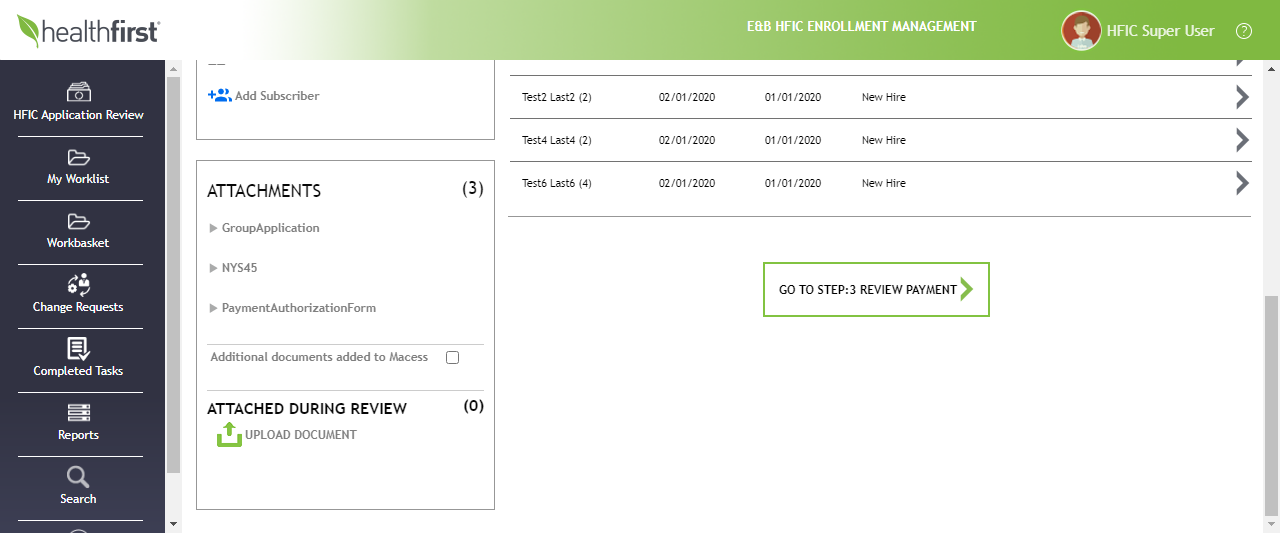 healthfirst
E&B HFIC ENROLLMENT MANAGEMENT
HFIC Super User
?
HFIC Application Review
My Worklist
Workbasket
Change Requests
Completed Tasks
Reports
Search
Add Subscriber
ATTACHMENTS (3)
GroupApplication
NYS45
PaymentAuthorizationForm
Additional documents added to Macess
ATTACHED DURING REVIEW (0)
UPLOAD DOCUMENT
Test2 Last2 (2) 02/01/2020 01/01/2020 New Hire
Test4 Last4 (2) 02/01/2020 01/01/2020 New Hire
Test6 Last6 (4) 02/01/2020 01/01/2020 New Hire
GO TO STEP:3 REVIEW PAYMENT